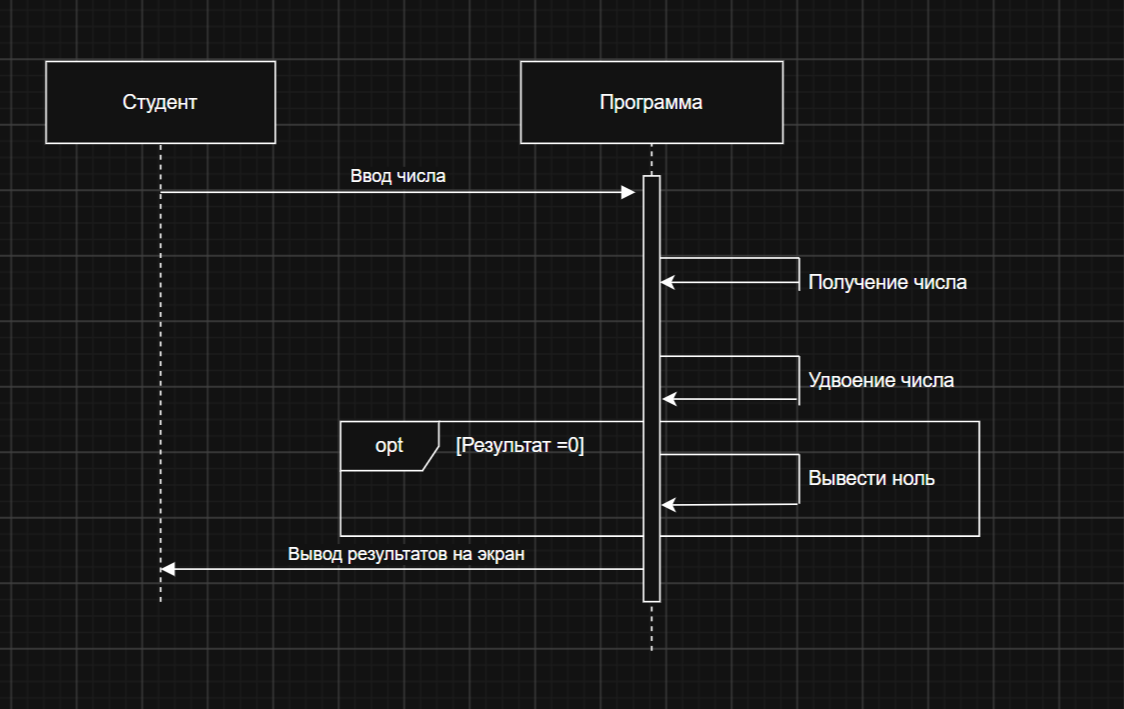 Студент
Программа
Ввод числа
Получение числа
Удвоение числа
opt
[Результат =0]
Вывести ноль
Вывод результатов на экран